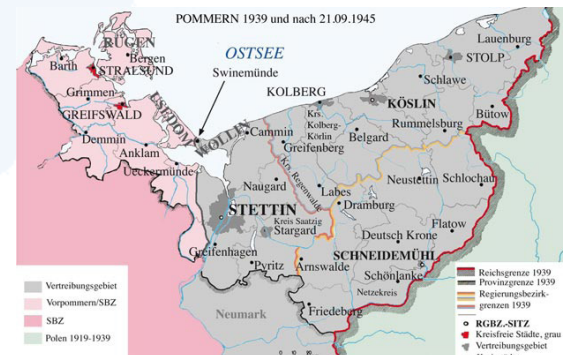 POMMERN 1939 und nach 21.09.1945
RÜGEN
OSTSEE
Lauenburg
Barth
Bergen
STRALSUND
Swinemünde
STOLP
Grimmen
KOLBERG
Schlawe
GREIFSWALD
USEDOM
WOLLIN
Krs.
Kolberg-
Körlin
KÖSLIN
Bütow
Demmin
Cammin
Greifenberg
Belgard
Rummelsburg
Anklam
Ueckermünde
Krs. Regenwalde
Naugard
Labes
Neustettin
Schlochau
STETTIN
Dramburg
Kreis Saatzig
Stargard
Flatow
Greifenhagen
Deutsch Krone
Pyritz
Arnswalde
SCHNEIDEMÜHL
Schönlanke
Netzekreis
Neumark
Friedeberg
Vertreibungsgebiet
Vorpommern/SBZ
SBZ
Polen 1919-1939
Reichsgrenze 1939
Provinzgrenze 1939
Regierungsbezirk-
grenzen 1939
RGBZ.-SITZ
Kreisfreie Städte, grau
Vertreibungsgebiet